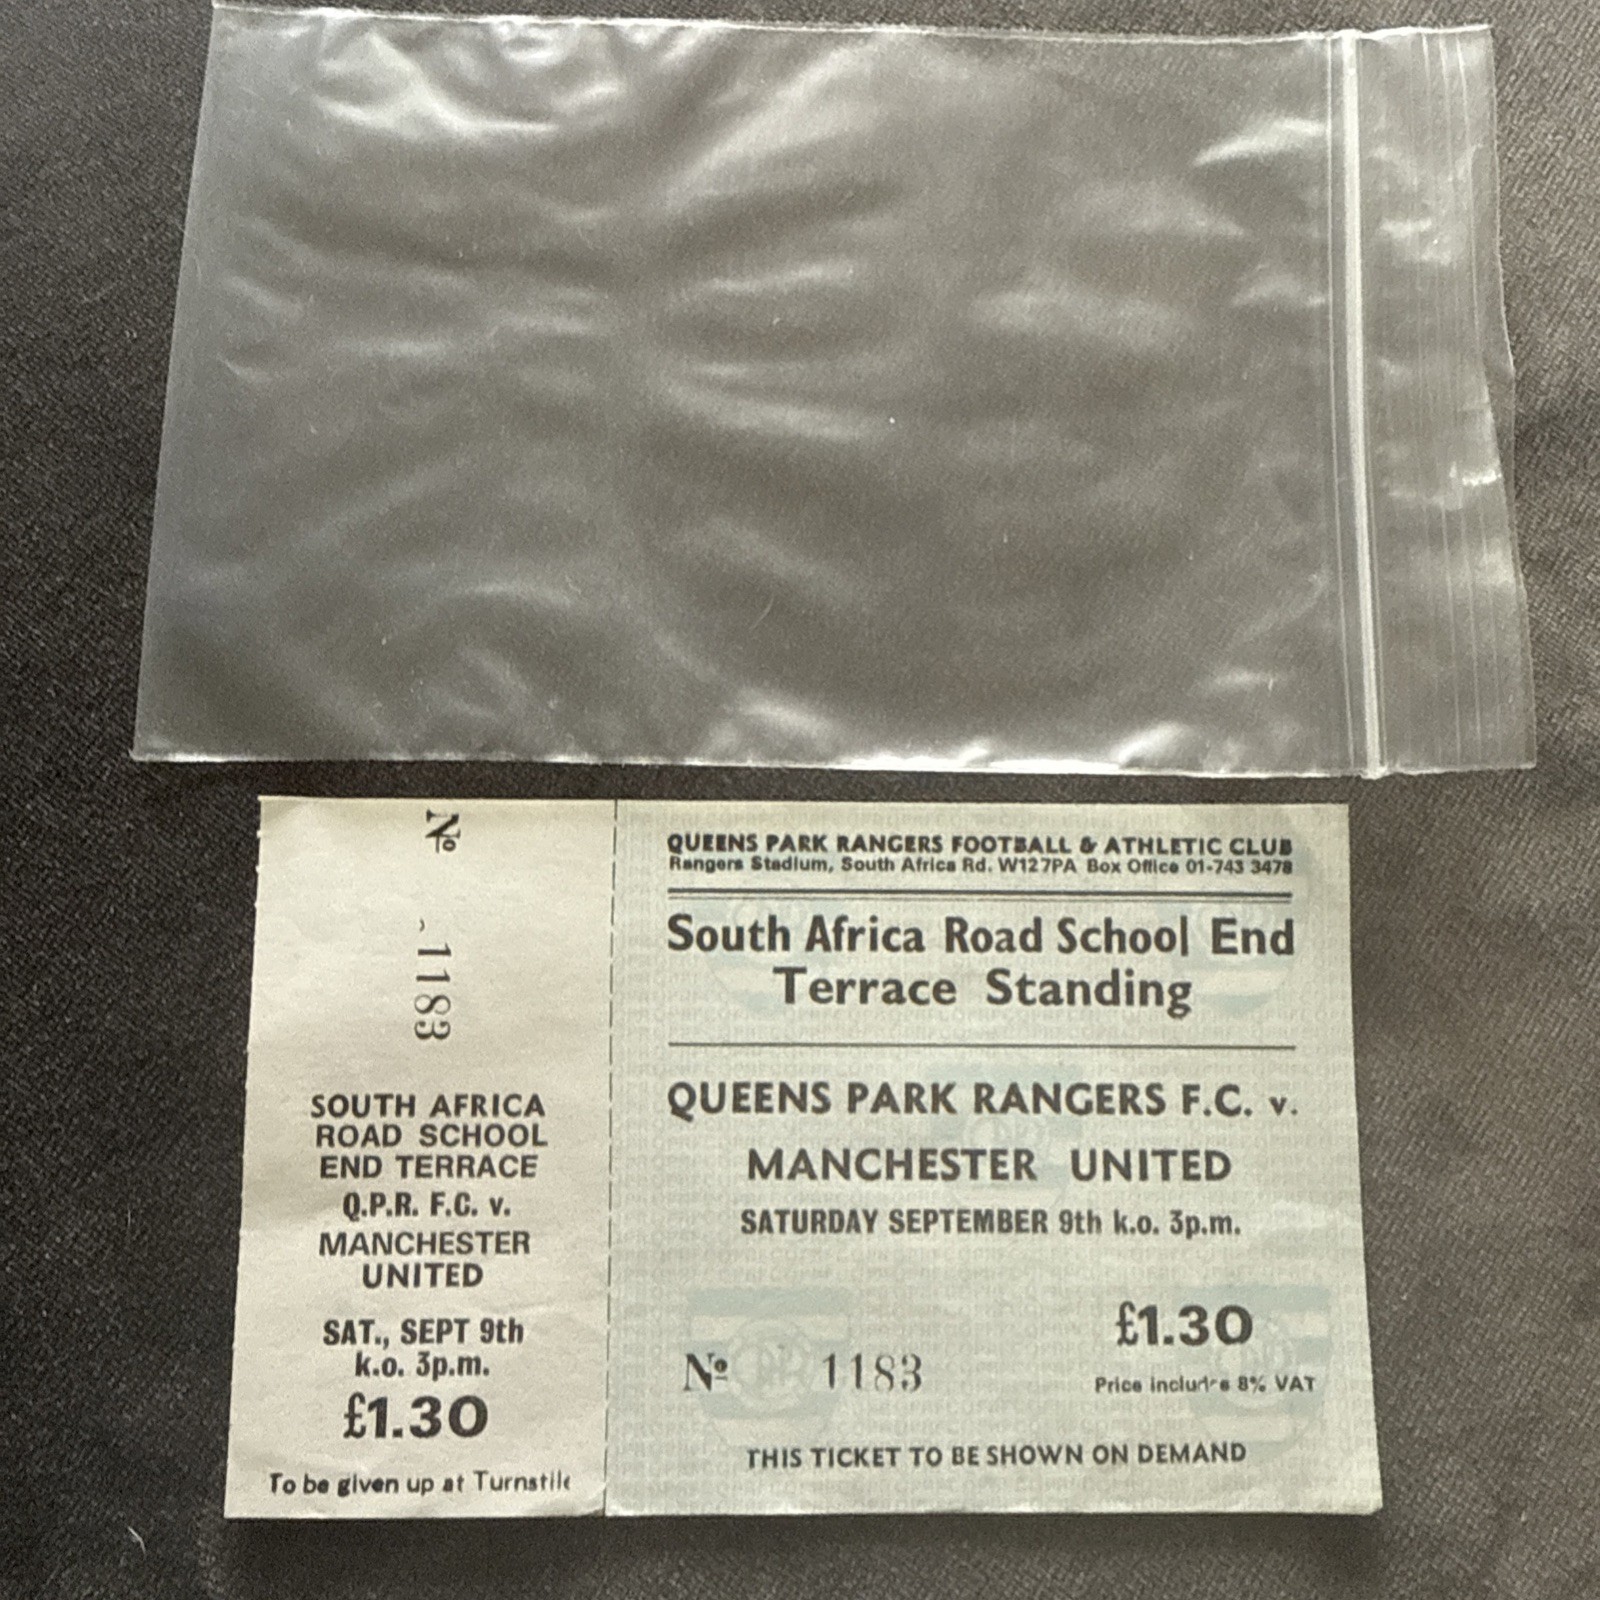 No
1183
SOUTH AFRICA
ROAD SCHOOL
END TERRACE
Q.P.R. F.C. v.
MANCHESTER
UNITED
SAT., SEPT 9th
k.o. 3p.m.
£1.30
To be given up at Turnstile
QUEENS PARK RANGERS FOOTBALL & ATHLETIC CLUB
Rangers Stadium, South Africa Rd. W127PA Box Office 01-743 3478
South Africa Road School End
Terrace Standing
QUEENS PARK RANGERS F.C. v.
MANCHESTER UNITED
SATURDAY SEPTEMBER 9th k.o. 3p.m.
£1.30
No 1183
Price includes 8% VAT
THIS TICKET TO BE SHOWN ON DEMAND